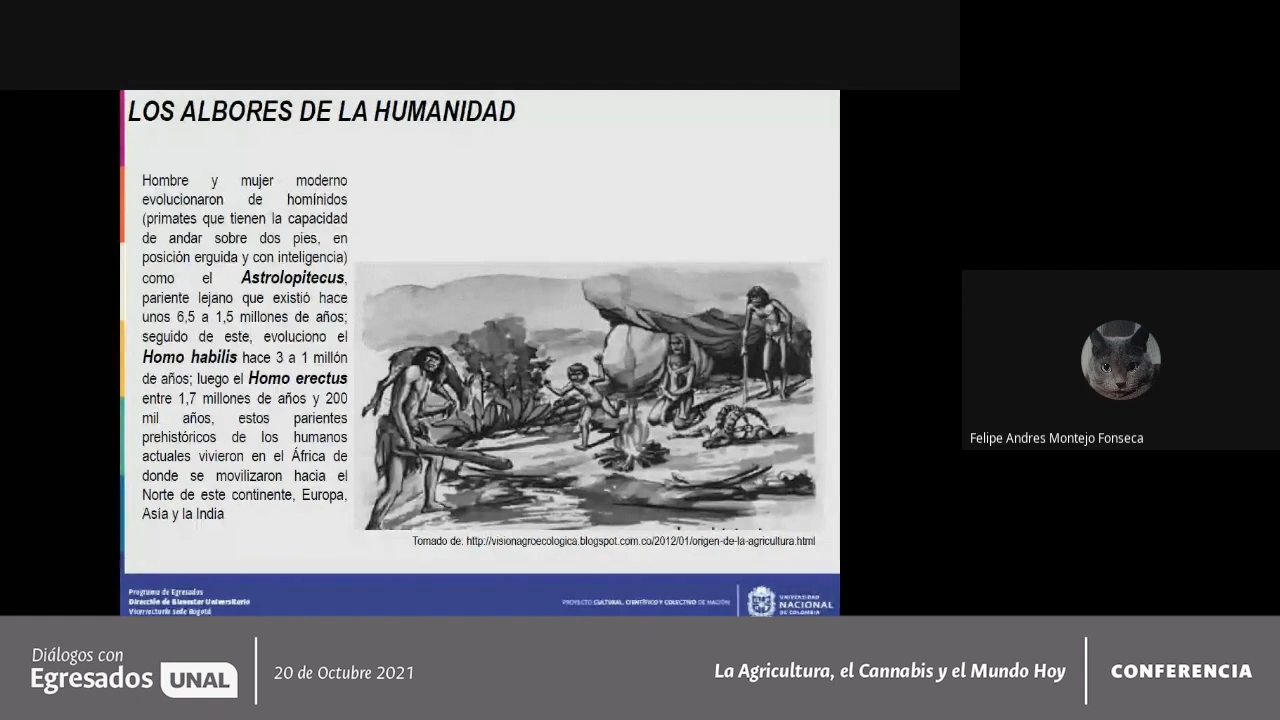 LOS ALBORES DE LA HUMANIDAD
Hombre y mujer moderno
evolucionaron de homínidos
(primates que tienen la capacidad
de andar sobre dos pies, en
posición erguida y con inteligencia)
como el Astrolopitecus,
pariente lejano que existió hace
unos 6,5 a 1,5 millones de años;
seguido de este, evoluciono el
Homo habilis hace 3 a 1 millón
de años; luego el Homo erectus
entre 1,7 millones de años y 200
mil años, estos parientes
prehistóricos de los humanos
actuales vivieron en el África de
donde se movilizaron hacia el
Norte de este continente, Europa,
Asia y la India
Tomado de: http://visionagroecologica.blogspot.com.co/2012/01/origen-de-la-agricultura.html
Felipe Andres Montejo Fonseca
Programa de Egresados
Dirección de Bienestar Universitario
Vicerrectoría sede Bogotá
PROYECTO CULTURAL, CIENTÍFICO Y COLECTIVO DE NACIÓN
UNIVERSIDAD
NACIONAL
DE COLOMBIA
Diálogos con
Egresados UNAL
20 de Octubre 2021
La Agricultura, el Cannabis y el Mundo Hoy
CONFERENCIA